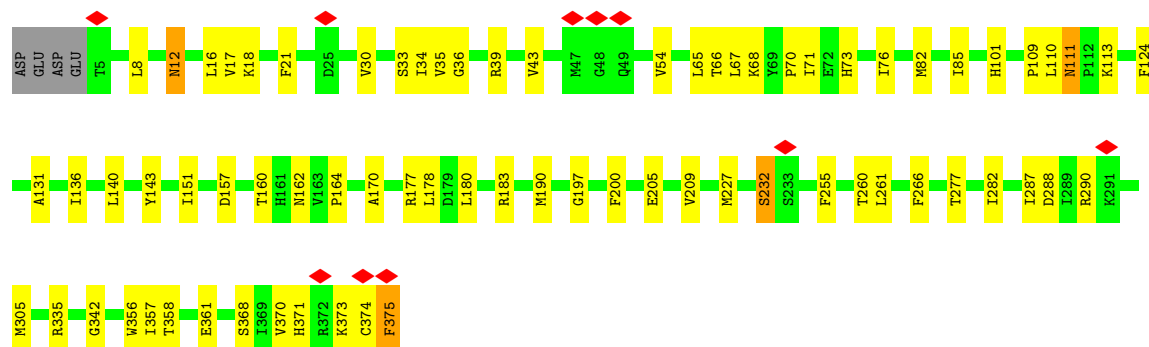 ASP GLU ASP GLU T5 L8 N12 L16 V17 K18 F21 D25 V30 S33 I34 V35 G36 R39 V43 M47 G48 Q49 V54 L65 T66 L67 K68 Y69 P70 I71 E72 H73 I76 M82 I85 H101 P109 L110 N111 P112 K113 F124
A131 I136 L140 Y143 I151 D157 T160 H161 N162 V163 P164 A170 R177 L178 D179 L180 R183 M190 G197 F200 E205 V209 M227 S232 S233 F255 T260 L261 F266 T277 I282 I287 D288 I289 R290 K291
M305 R335 G342 W356 I357 T358 E361 S368 I369 V370 H371 R372 K373 C374 F375